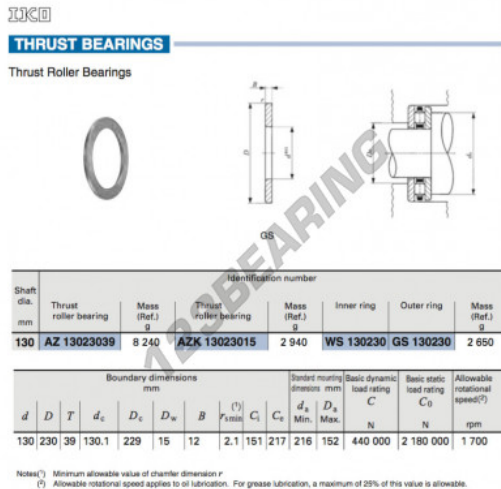 IKO
THRUST BEARINGS
Thrust Roller Bearings
GS
123BEARING
Identification number
Shaft dia. mm
Thrust roller bearing
Mass (Ref.) g
Thrust roller bearing
Mass (Ref.) g
Inner ring
Outer ring
Mass (Ref.) g
130 AZ 13023039 8 240 AZK 13023015 2 940 WS 130230 GS 130230 2 650
Boundary dimensions mm
Standard mounting dimensions mm
Basic dynamic load rating C N
Basic static load rating C0 N
Allowable rotational speed(2) rpm
d D T dc Dc Dw B rsmin(1) Ci Ce da Min. Da Max.
130 230 39 130.1 229 15 12 2.1 151 217 216 152 440 000 2 180 000 1 700
Notes(1) Minimum allowable value of chamfer dimension r
(2) Allowable rotational speed applies to oil lubrication. For grease lubrication, a maximum of 25% of this value is allowable.